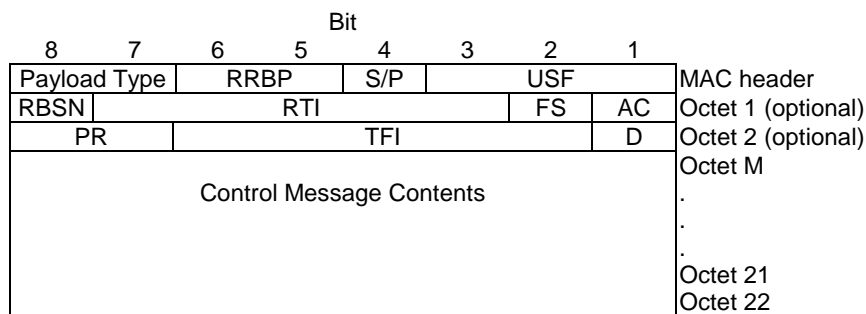 Bit
8 7 6 5 4 3 2 1
Payload Type RRBP S/P USF MAC header
RBSN RTI FS AC Octet 1 (optional)
PR TFI D Octet 2 (optional)
Octet M
Control Message Contents .
.
.
Octet 21
Octet 22